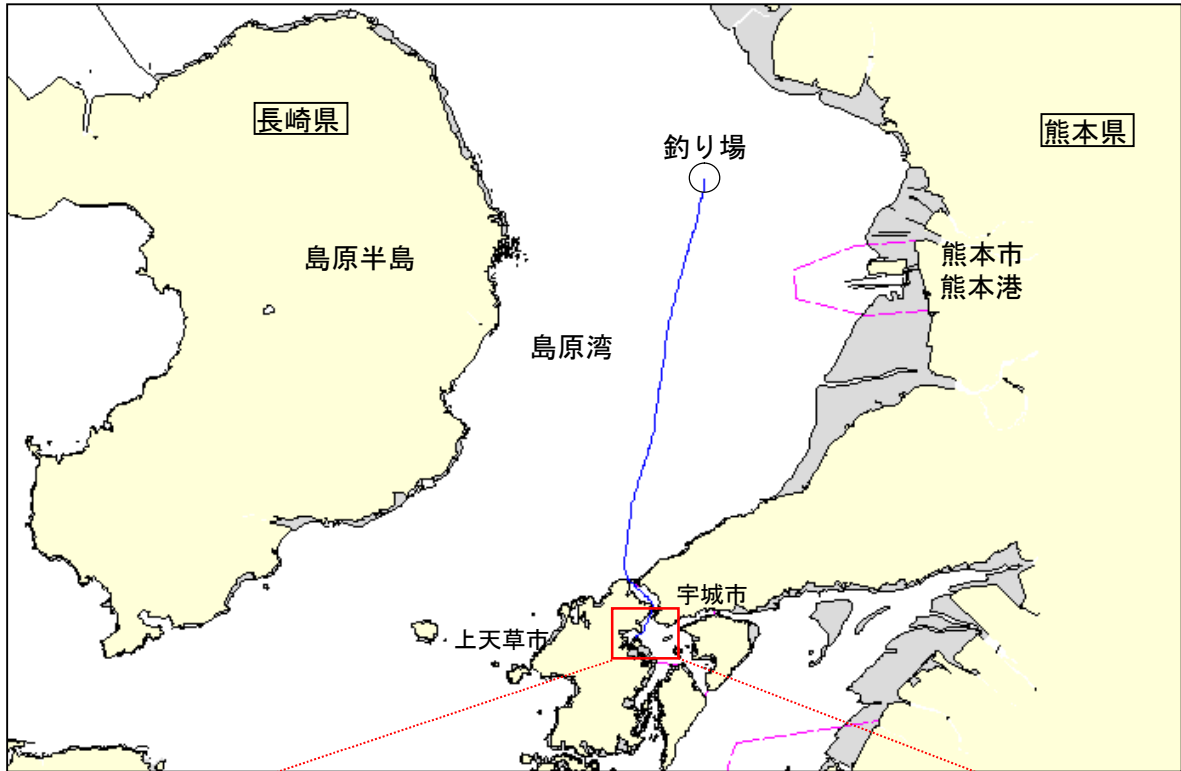 長崎県
熊本県
釣り場
島原半島
熊本市
熊本港
島原湾
宇城市
上天草市